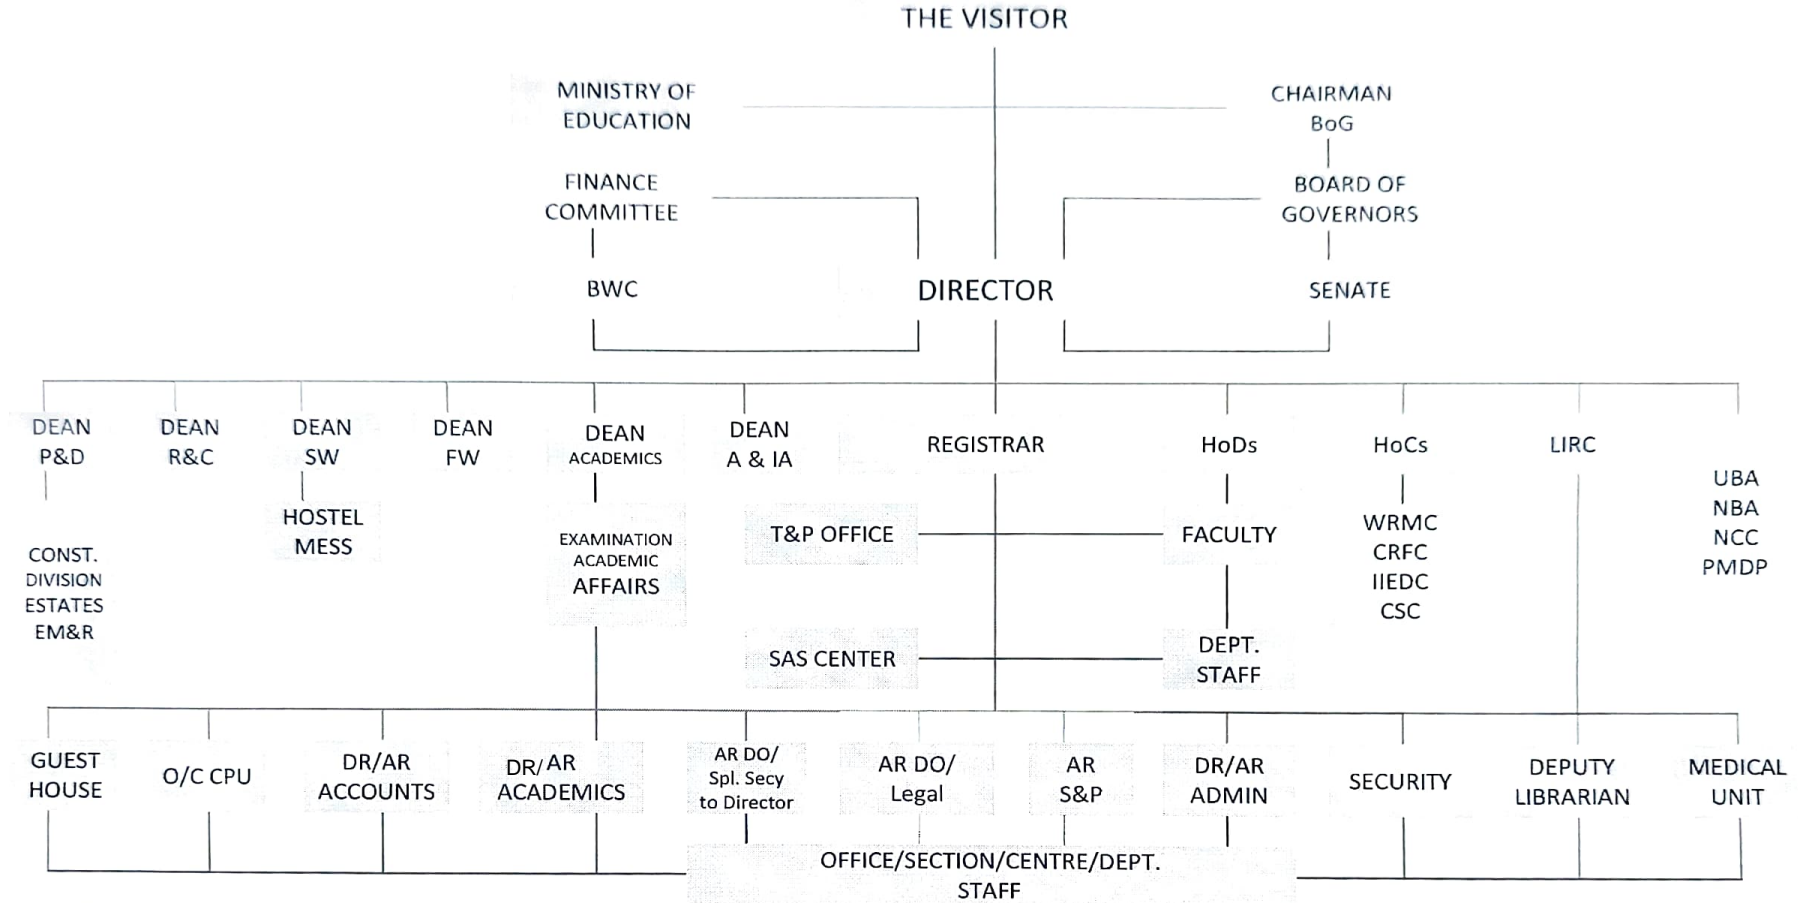 THE VISITOR
MINISTRY OF
EDUCATION
CHAIRMAN
BoG
FINANCE
COMMITTEE
BOARD OF
GOVERNORS
BWC
DIRECTOR
SENATE
DEAN
P&D
DEAN
R&C
DEAN
SW
DEAN
FW
DEAN
ACADEMICS
DEAN
A & IA
REGISTRAR
HoDs
HoCs
LIRC
UBA
NBA
NCC
PMDP
CONST.
DIVISION
ESTATES
EM&R
HOSTEL
MESS
EXAMINATION
ACADEMIC
AFFAIRS
T&P OFFICE
FACULTY
WRMC
CRFC
IIEDC
CSC
SAS CENTER
DEPT.
STAFF
GUEST
HOUSE
O/C CPU
DR/AR
ACCOUNTS
DR/ AR
ACADEMICS
AR DO/
Spl. Secy
to Director
AR DO/
Legal
AR
S&P
DR/AR
ADMIN
SECURITY
DEPUTY
LIBRARIAN
MEDICAL
UNIT
OFFICE/SECTION/CENTRE/DEPT.
STAFF